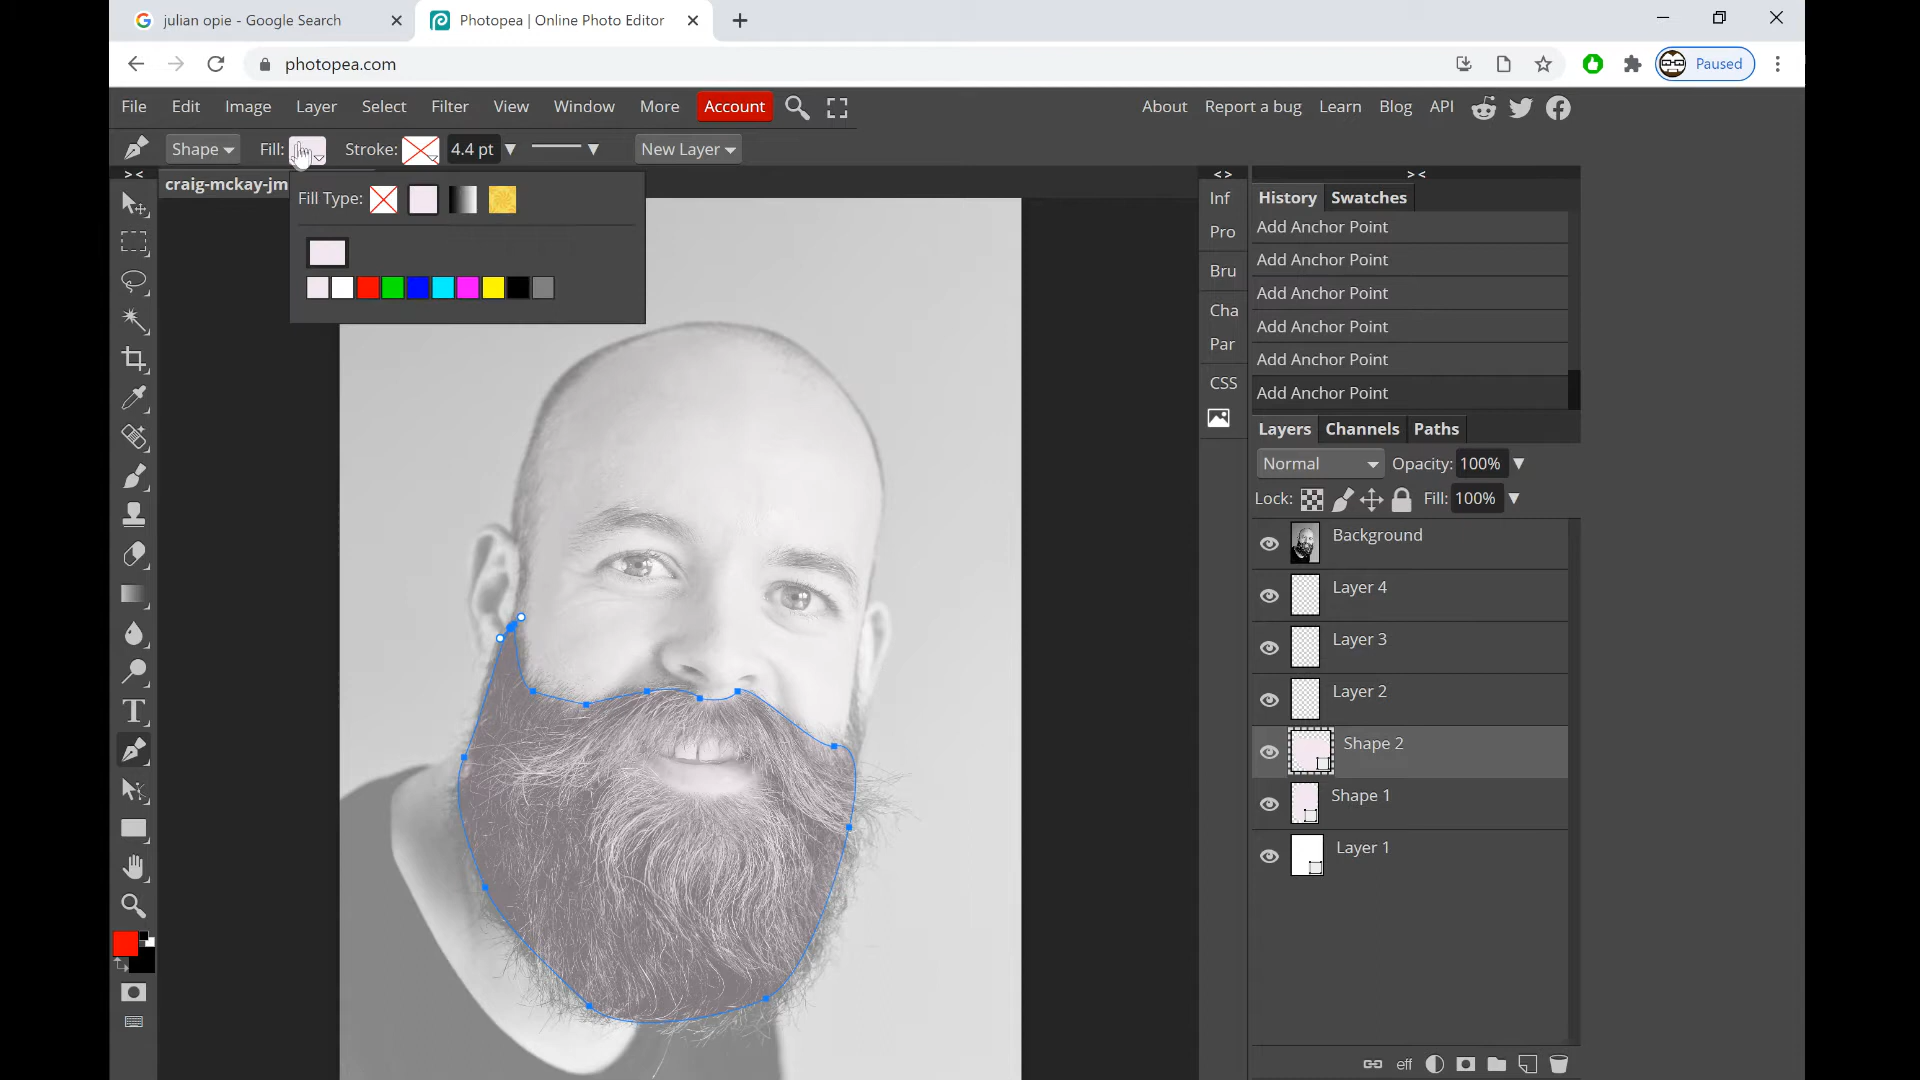 julian opie - Google Search
Photopea | Online Photo Editor
photopea.com
Paused
File Edit Image Layer Select Filter View Window More Account
About Report a bug Learn Blog API
Shape Fill: Stroke: 4.4 pt New Layer
craig-mckay-jm
Fill Type:
Inf
Pro
Bru
Cha
Par
CSS
History Swatches
Add Anchor Point
Add Anchor Point
Add Anchor Point
Add Anchor Point
Add Anchor Point
Add Anchor Point
Layers Channels Paths
Normal Opacity: 100%
Lock: Fill: 100%
Background
Layer 4
Layer 3
Layer 2
Shape 2
Shape 1
Layer 1
eff